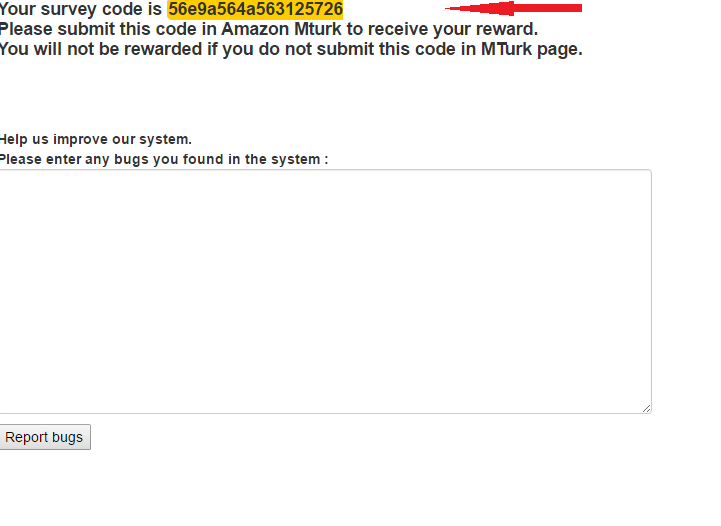 Your survey code is 56e9a564a563125726
Please submit this code in Amazon Mturk to receive your reward.
You will not be rewarded if you do not submit this code in MTurk page.
Help us improve our system.
Please enter any bugs you found in the system :
Report bugs